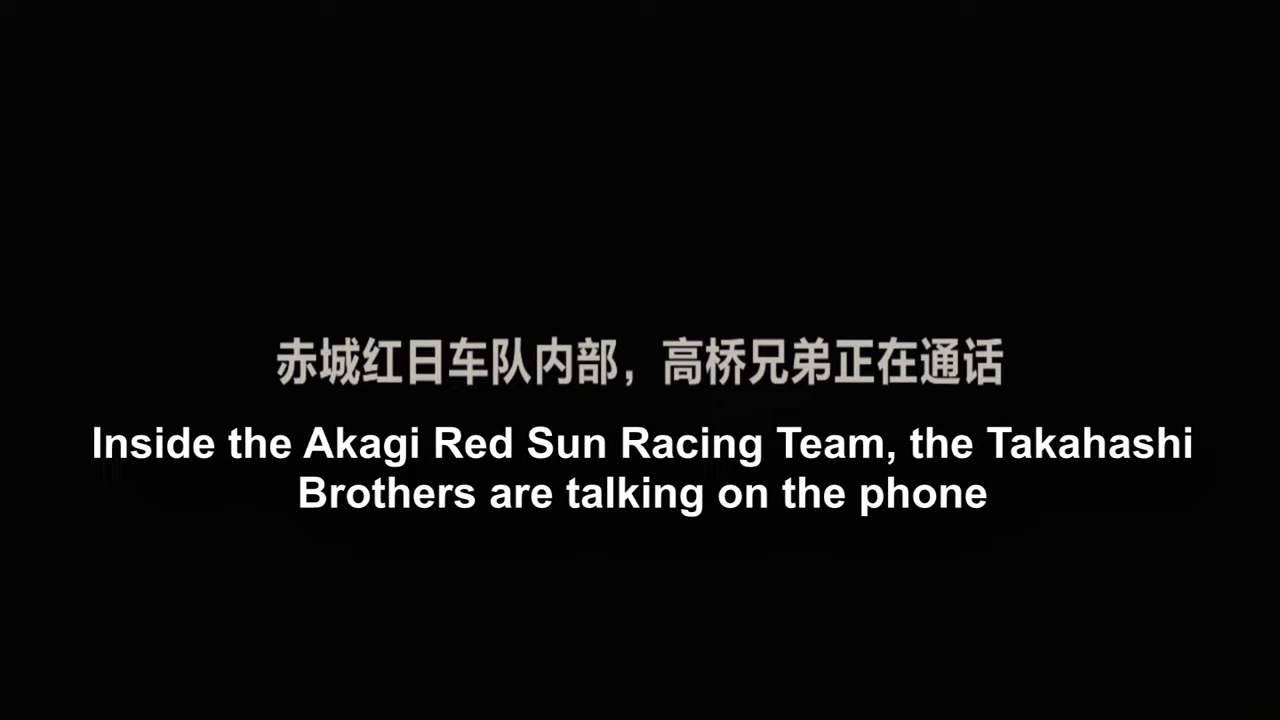 赤城红日车队内部，高桥兄弟正在通话
Inside the Akagi Red Sun Racing Team, the Takahashi
Brothers are talking on the phone